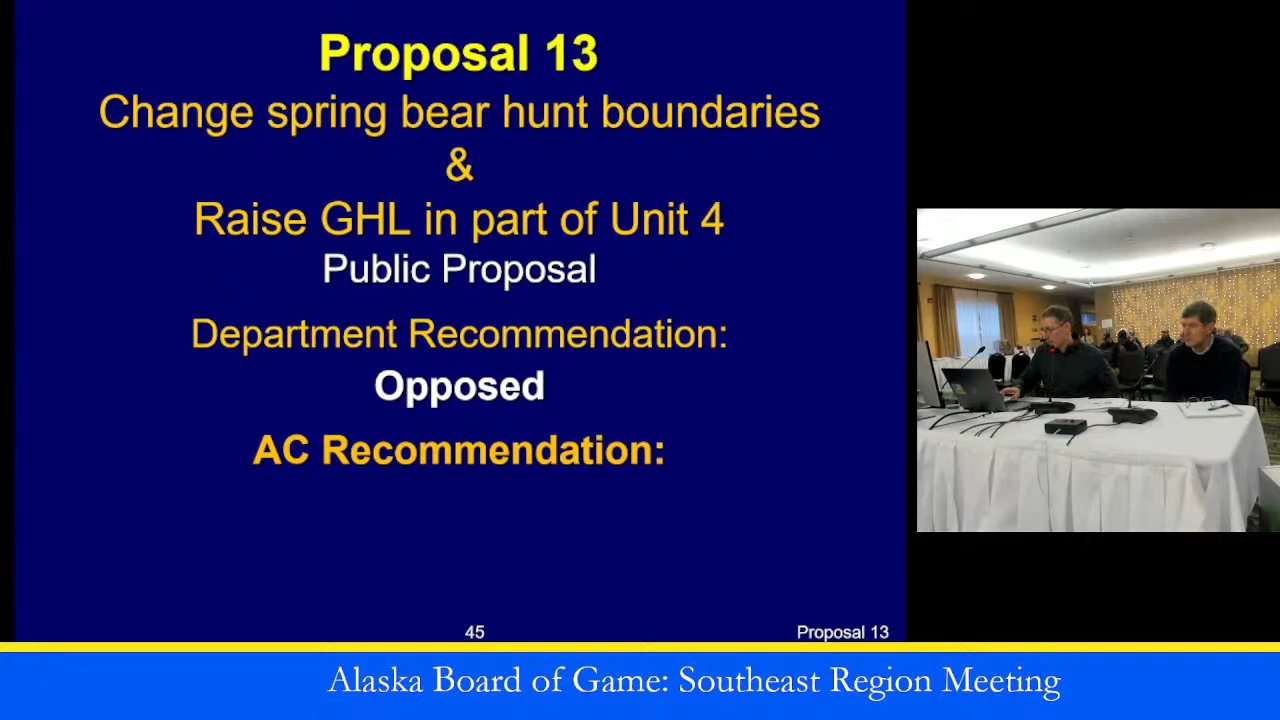 Proposal 13
Change spring bear hunt boundaries
&
Raise GHL in part of Unit 4
Public Proposal
Department Recommendation:
Opposed
AC Recommendation:
45
Proposal 13
Alaska Board of Game: Southeast Region Meeting